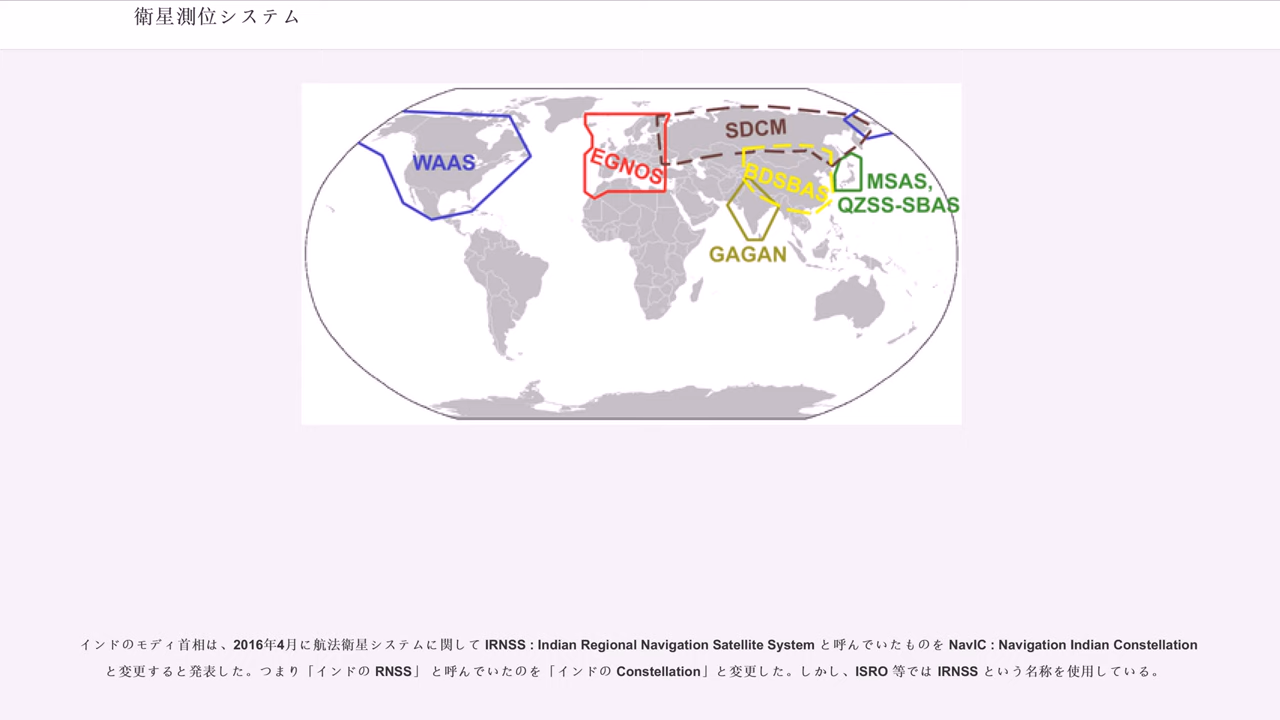 衛星測位システム
SDCM
WAAS
EGNOS
BDSBAS
MSAS,
QZSS-SBAS
GAGAN
インドのモディ首相は、2016年4月に航法衛星システムに関して IRNSS : Indian Regional Navigation Satellite System と呼んでいたものを NavIC : Navigation Indian Constellation
と変更すると発表した。つまり「インドの RNSS」 と呼んでいたのを「インドの Constellation」と変更した。しかし、ISRO 等では IRNSS という名称を使用している。